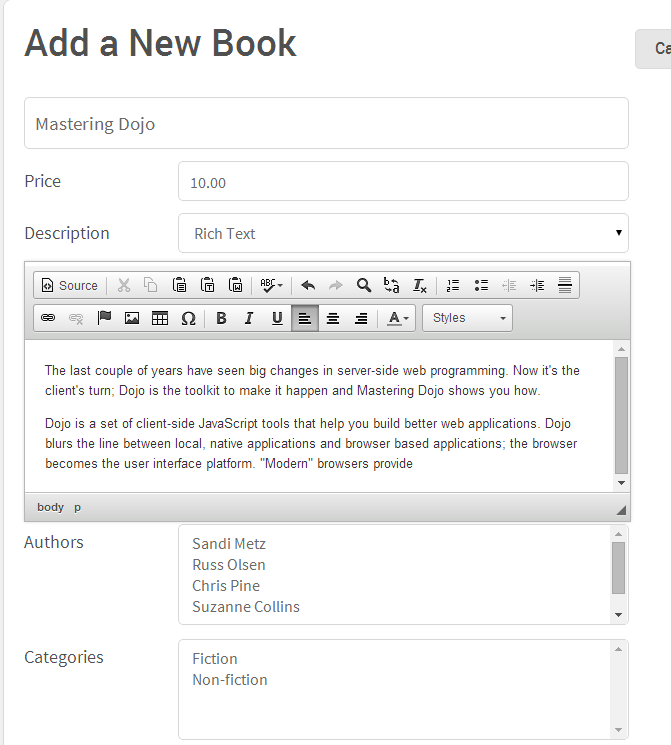 Add a New Book
Ca
Mastering Dojo
Price
10.00
Description
Rich Text
Source
ABC
B I U A Styles
The last couple of years have seen big changes in server-side web programming. Now it's the
client's turn; Dojo is the toolkit to make it happen and Mastering Dojo shows you how.
Dojo is a set of client-side JavaScript tools that help you build better web applications. Dojo
blurs the line between local, native applications and browser based applications; the browser
becomes the user interface platform. "Modern" browsers provide
body p
Authors
Sandi Metz
Russ Olsen
Chris Pine
Suzanne Collins
Categories
Fiction
Non-fiction